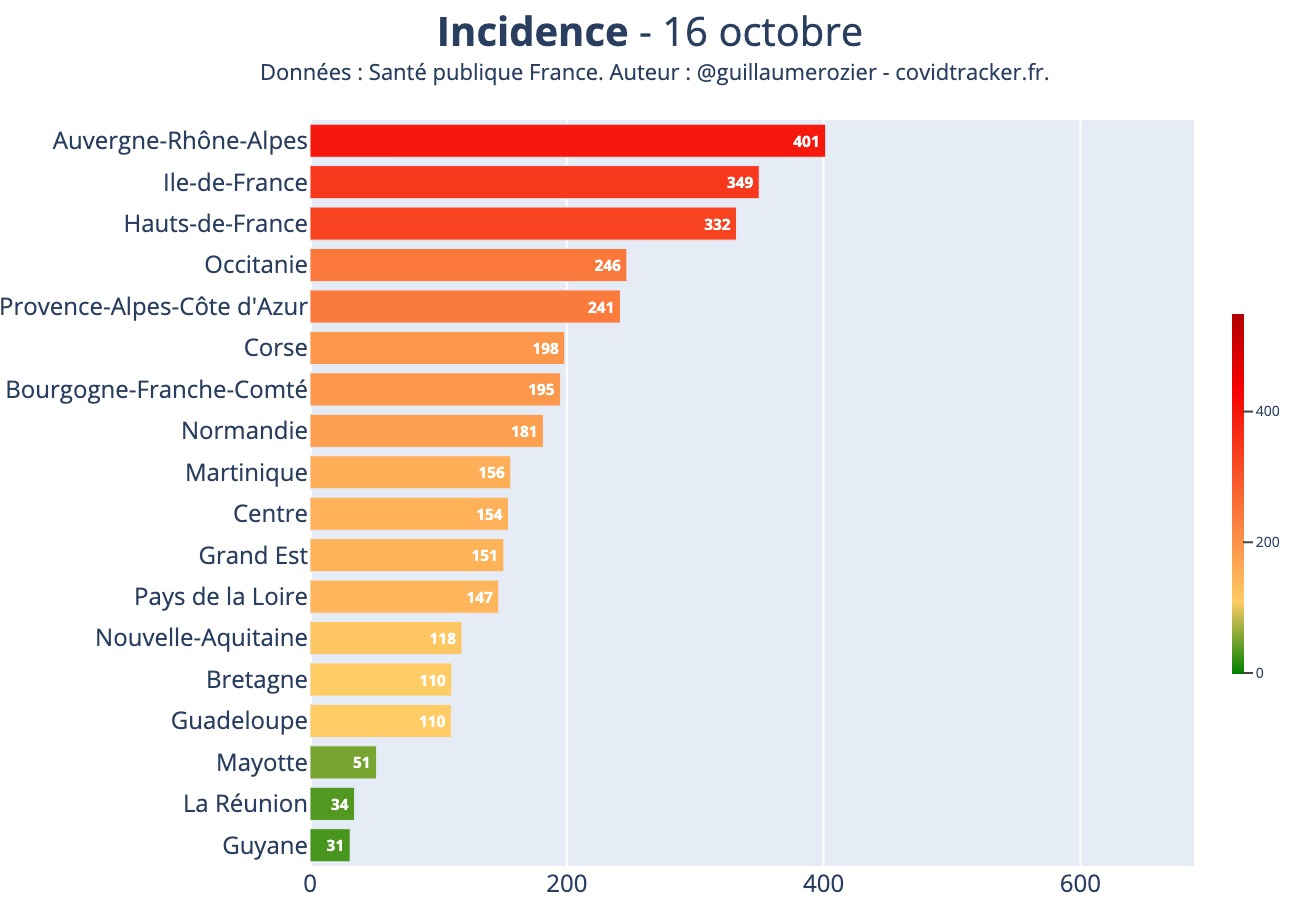 Incidence - 16 octobre
Données : Santé publique France. Auteur : @guillaumerozier - covidtracker.fr.
Auvergne-Rhône-Alpes 401
Ile-de-France 349
Hauts-de-France 332
Occitanie 246
Provence-Alpes-Côte d'Azur 241
Corse 198
Bourgogne-Franche-Comté 195
Normandie 181
Martinique 156
Centre 154
Grand Est 151
Pays de la Loire 147
Nouvelle-Aquitaine 118
Bretagne 110
Guadeloupe 110
Mayotte 51
La Réunion 34
Guyane 31
0 200 400 600
400
200
0